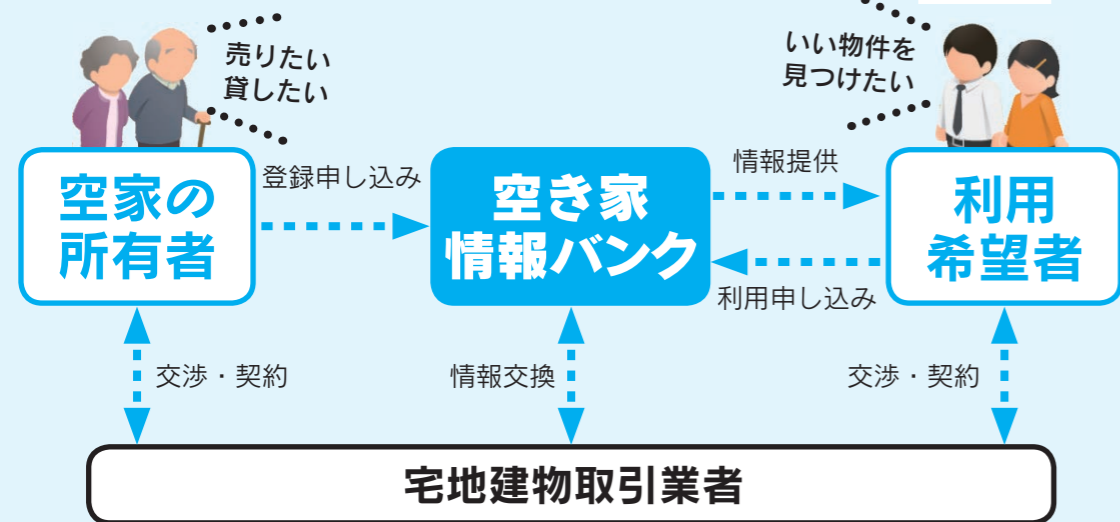 売りたい
貸したい
いい物件を
見つけたい
空家の
所有者
登録申し込み
空き家
情報バンク
情報提供
利用申し込み
利用
希望者
交渉・契約
情報交換
交渉・契約
宅地建物取引業者